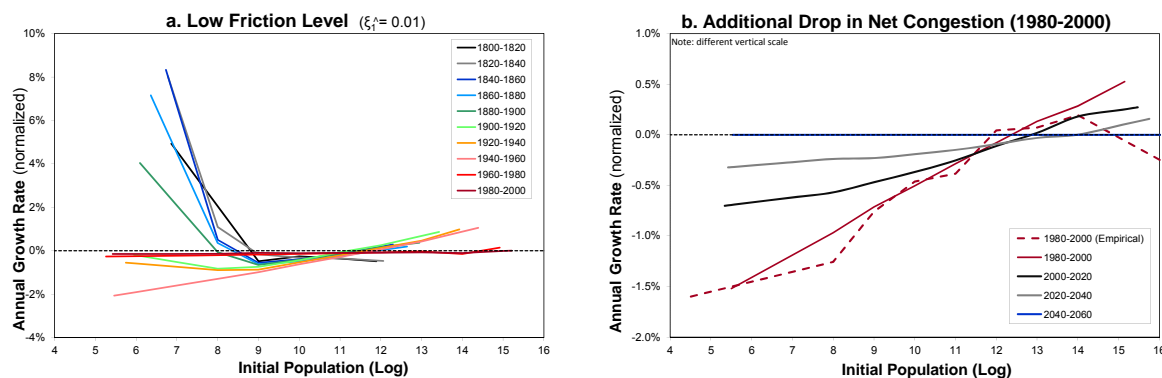 a. Low Friction Level (ξ₁^= 0.01)
10%
8%
6%
4%
2%
0%
-2%
-4%
Annual Growth Rate (normalized)
1800-1820
1820-1840
1840-1860
1860-1880
1880-1900
1900-1920
1920-1940
1940-1960
1960-1980
1980-2000
4 5 6 7 8 9 10 11 12 13 14 15 16
Initial Population (Log)
b. Additional Drop in Net Congestion (1980-2000)
Note: different vertical scale
1.0%
0.5%
0.0%
-0.5%
-1.0%
-1.5%
-2.0%
Annual Growth Rate (normalized)
1980-2000 (Empirical)
1980-2000
2000-2020
2020-2040
2040-2060
4 5 6 7 8 9 10 11 12 13 14 15 16
Initial Population (Log)